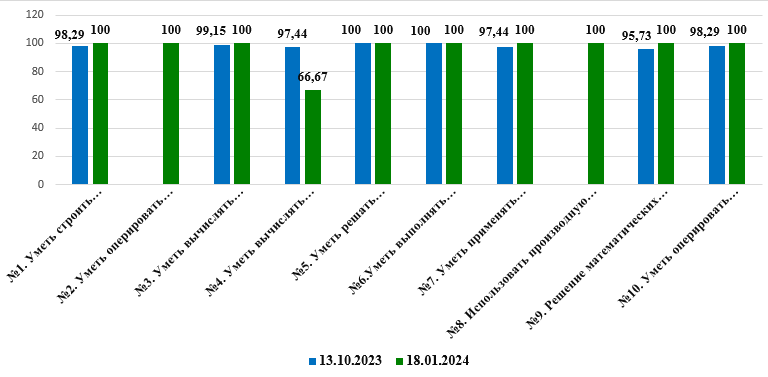 120
100
80
60
40
20
0
98,29
100
100
99,15
100
97,44
66,67
100
100
100
100
97,44
100
100
95,73
100
98,29
100
№1. Уметь строить…
№2. Уметь оперировать…
№3. Уметь вычислять…
№4. Уметь вычислять…
№5. Уметь решать…
№6.Уметь выполнять…
№7. Уметь применять…
№8. Использовать производную…
№9. Решение математических…
№10. Уметь оперировать…
13.10.2023 18.01.2024